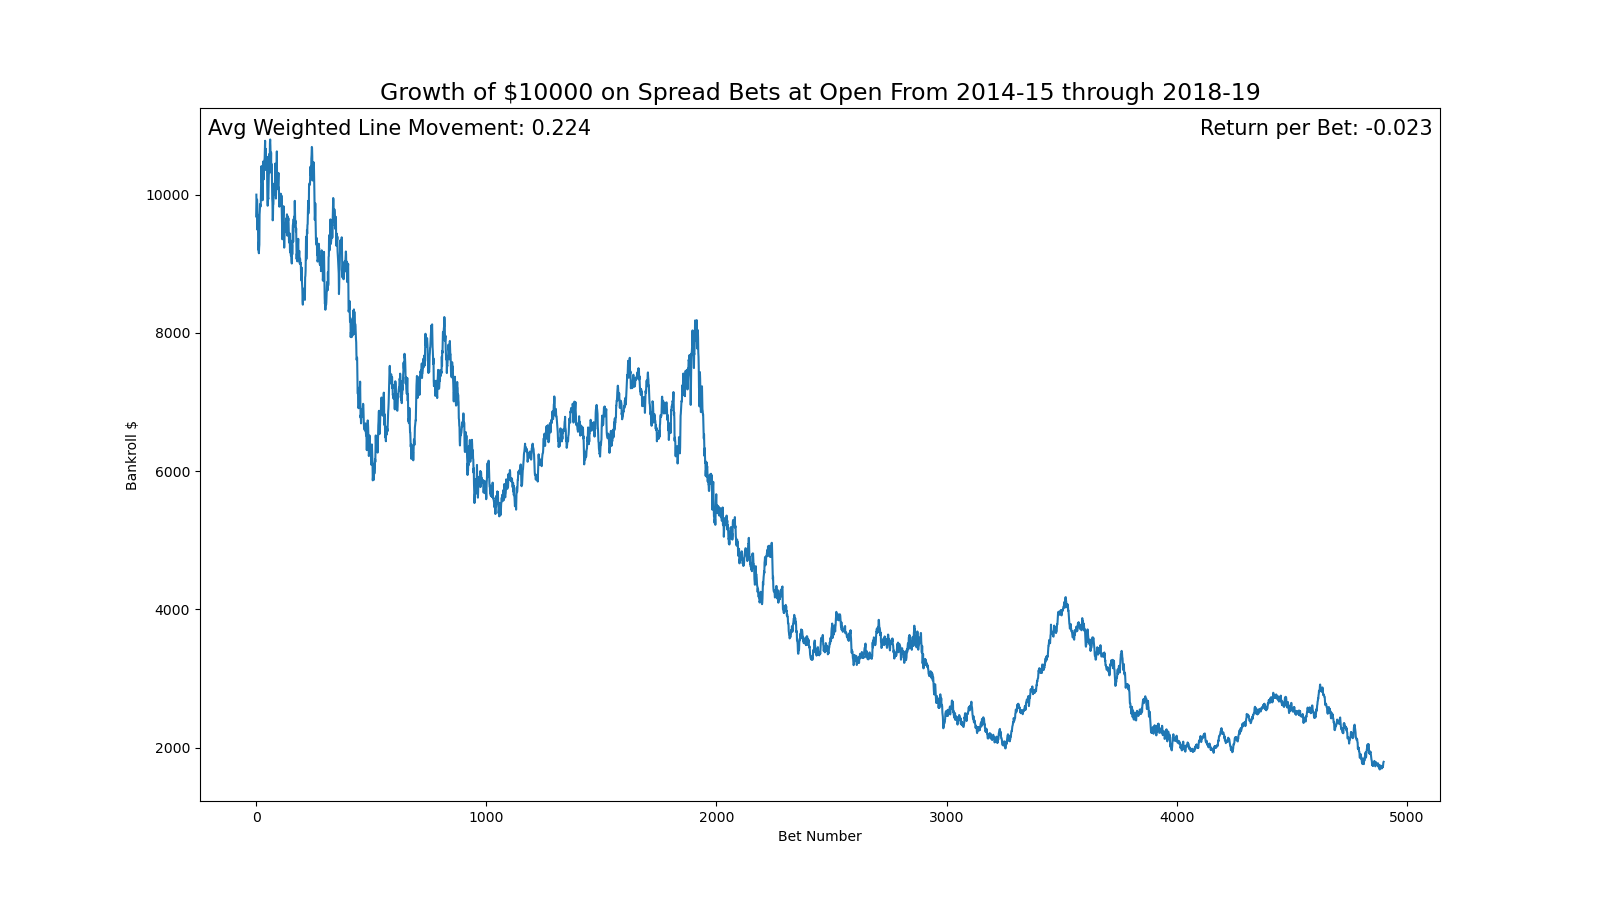 Growth of $10000 on Spread Bets at Open From 2014-15 through 2018-19
Avg Weighted Line Movement: 0.224
Return per Bet: -0.023
10000
8000
6000
4000
2000
Bankroll $
0
1000
2000
3000
4000
5000
Bet Number